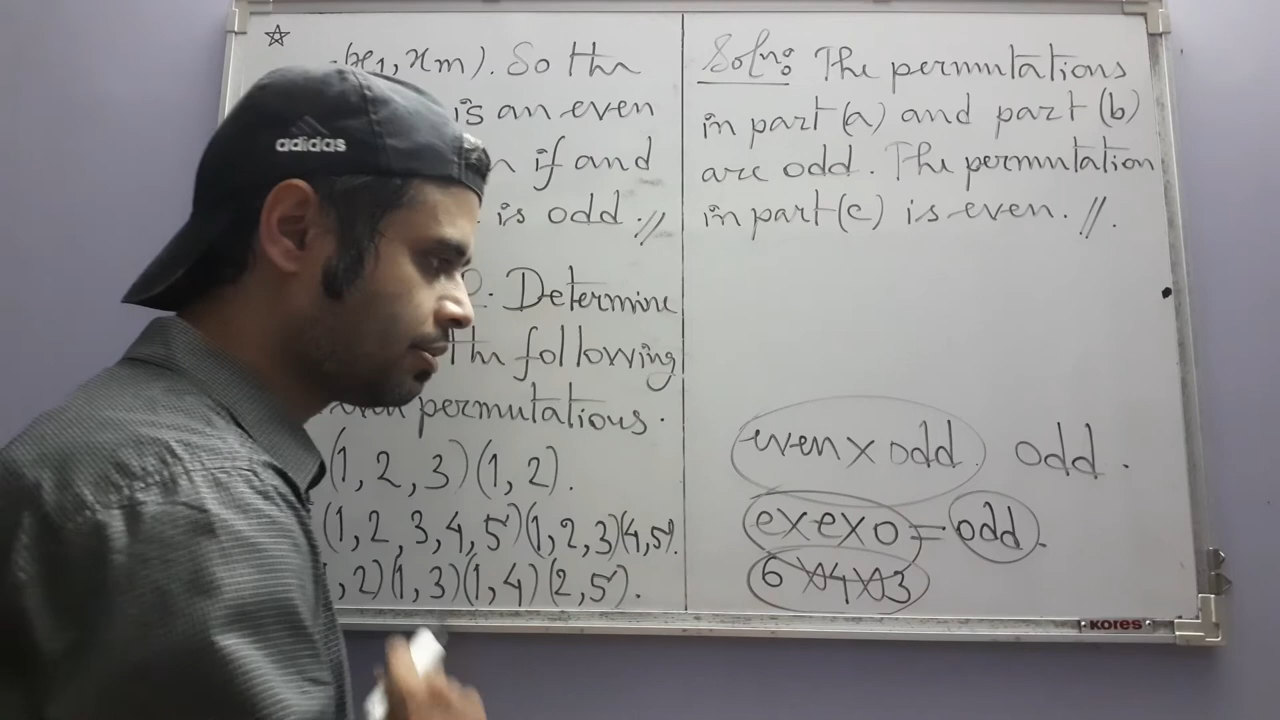 adidas
x1, xm). So the
is an even
if and
is odd. //
2. Determine
the following
permutations.
(1, 2, 3)(1, 2).
(1, 2, 3, 4, 5)(1, 2, 3)(4, 5).
, 2)(1, 3)(1, 4)(2, 5).
Soln: The permutations
in part (a) and part (b)
are odd. The permutation
in part (c) is even. //.
even x odd. odd.
e x e x o = odd.
6 x 4 x 3
KORES